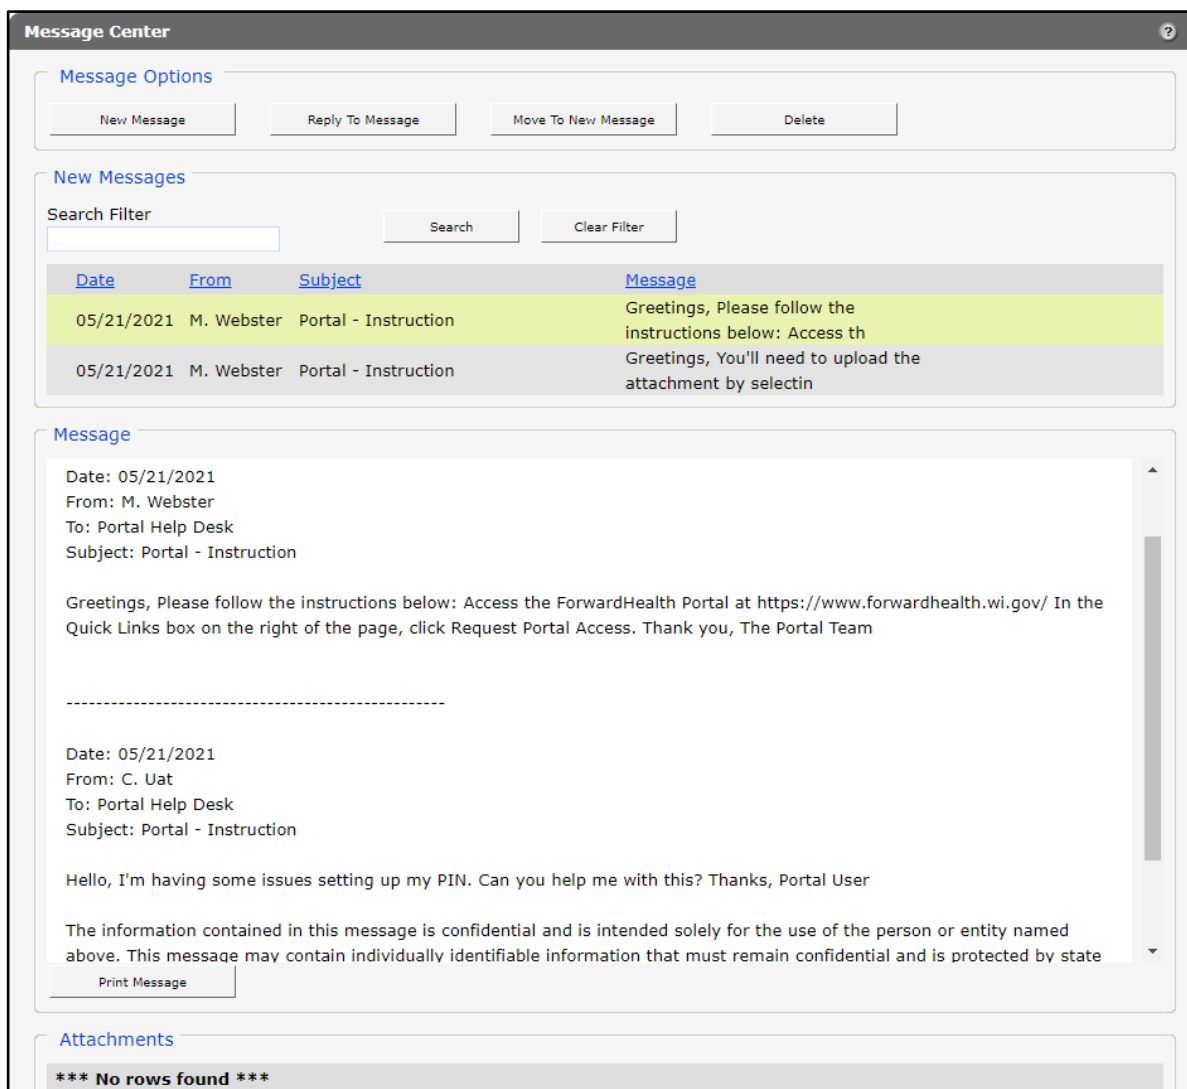 Message Center
?
Message Options
New Message Reply To Message Move To New Message Delete
New Messages
Search Filter
Search Clear Filter
Date From Subject Message
05/21/2021 M. Webster Portal - Instruction Greetings, Please follow the
instructions below: Access th
05/21/2021 M. Webster Portal - Instruction Greetings, You'll need to upload the
attachment by selectin
Message
Date: 05/21/2021
From: M. Webster
To: Portal Help Desk
Subject: Portal - Instruction
Greetings, Please follow the instructions below: Access the ForwardHealth Portal at https://www.forwardhealth.wi.gov/ In the
Quick Links box on the right of the page, click Request Portal Access. Thank you, The Portal Team
---------------------------------------------------
Date: 05/21/2021
From: C. Uat
To: Portal Help Desk
Subject: Portal - Instruction
Hello, I'm having some issues setting up my PIN. Can you help me with this? Thanks, Portal User
The information contained in this message is confidential and is intended solely for the use of the person or entity named
above. This message may contain individually identifiable information that must remain confidential and is protected by state
Print Message
Attachments
*** No rows found ***